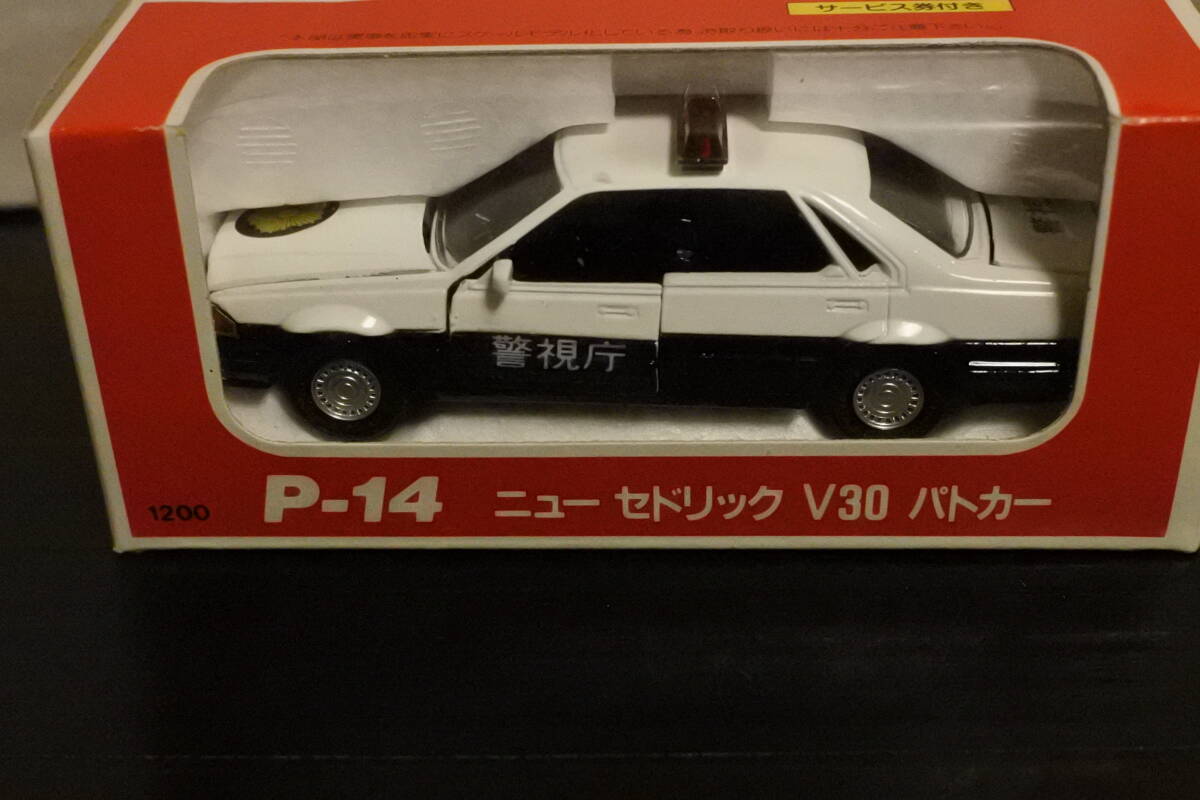 サービス券付き
警視庁
1200 P-14 ニュー セドリック V30 パトカー